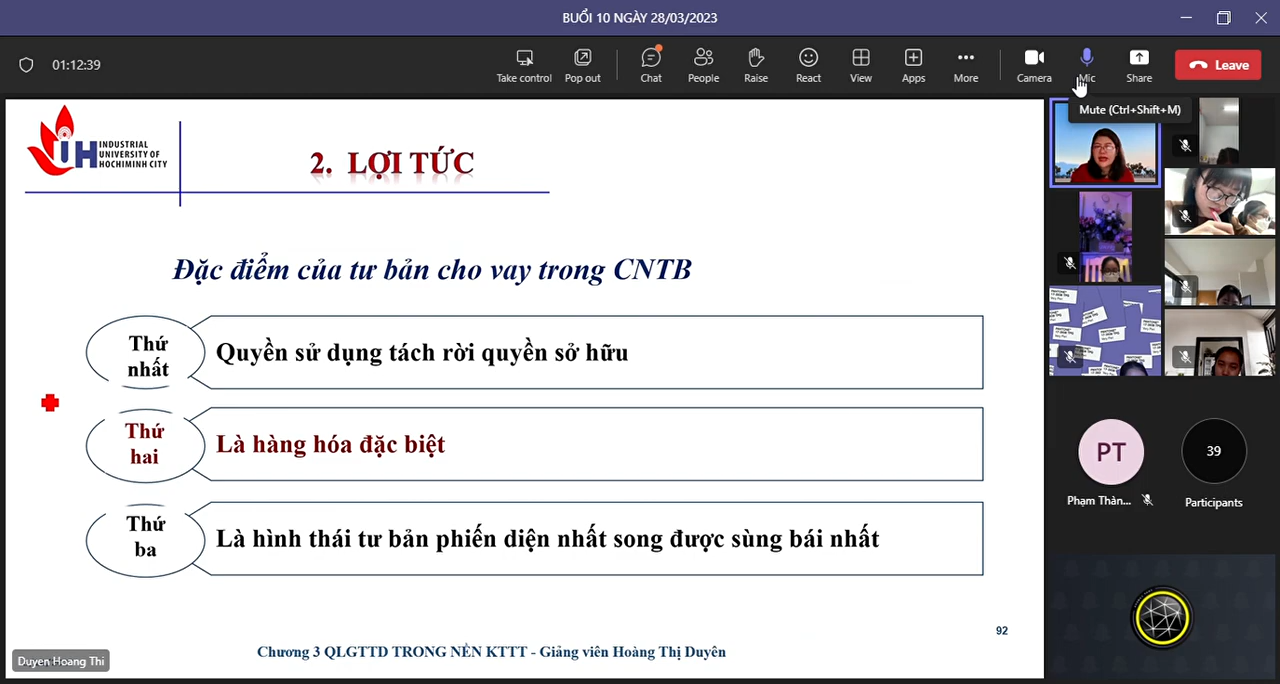 BUỔI 10 NGÀY 28/03/2023
01:12:39
Take control
Pop out
Chat
People
Raise
React
View
Apps
More
Camera
Mic
Share
Leave
Mute (Ctrl+Shift+M)
IUH
INDUSTRIAL
UNIVERSITY OF
HOCHIMINH CITY
2. LỢI TỨC
Đặc điểm của tư bản cho vay trong CNTB
Thứ
nhất
Quyền sử dụng tách rời quyền sở hữu
Thứ
hai
Là hàng hóa đặc biệt
Thứ
ba
Là hình thái tư bản phiến diện nhất song được sùng bái nhất
92
Chương 3 QLGTTD TRONG NỀN KTTT - Giảng viên Hoàng Thị Duyên
Duyen Hoang Thi
PT
Phạm Thàn...
39
Participants